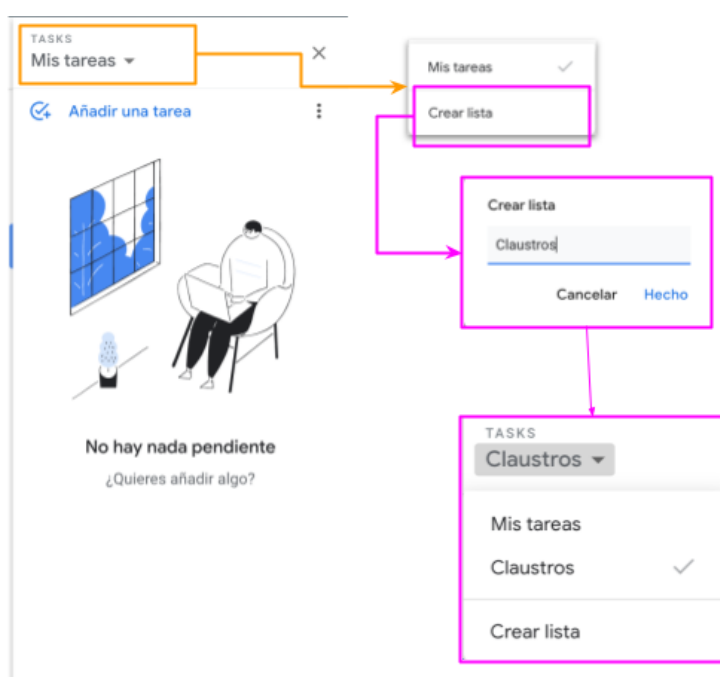 TASKS
Mis tareas
Añadir una tarea
No hay nada pendiente
¿Quieres añadir algo?
Mis tareas
Crear lista
Crear lista
Claustros
Cancelar Hecho
TASKS
Claustros
Mis tareas
Claustros
Crear lista